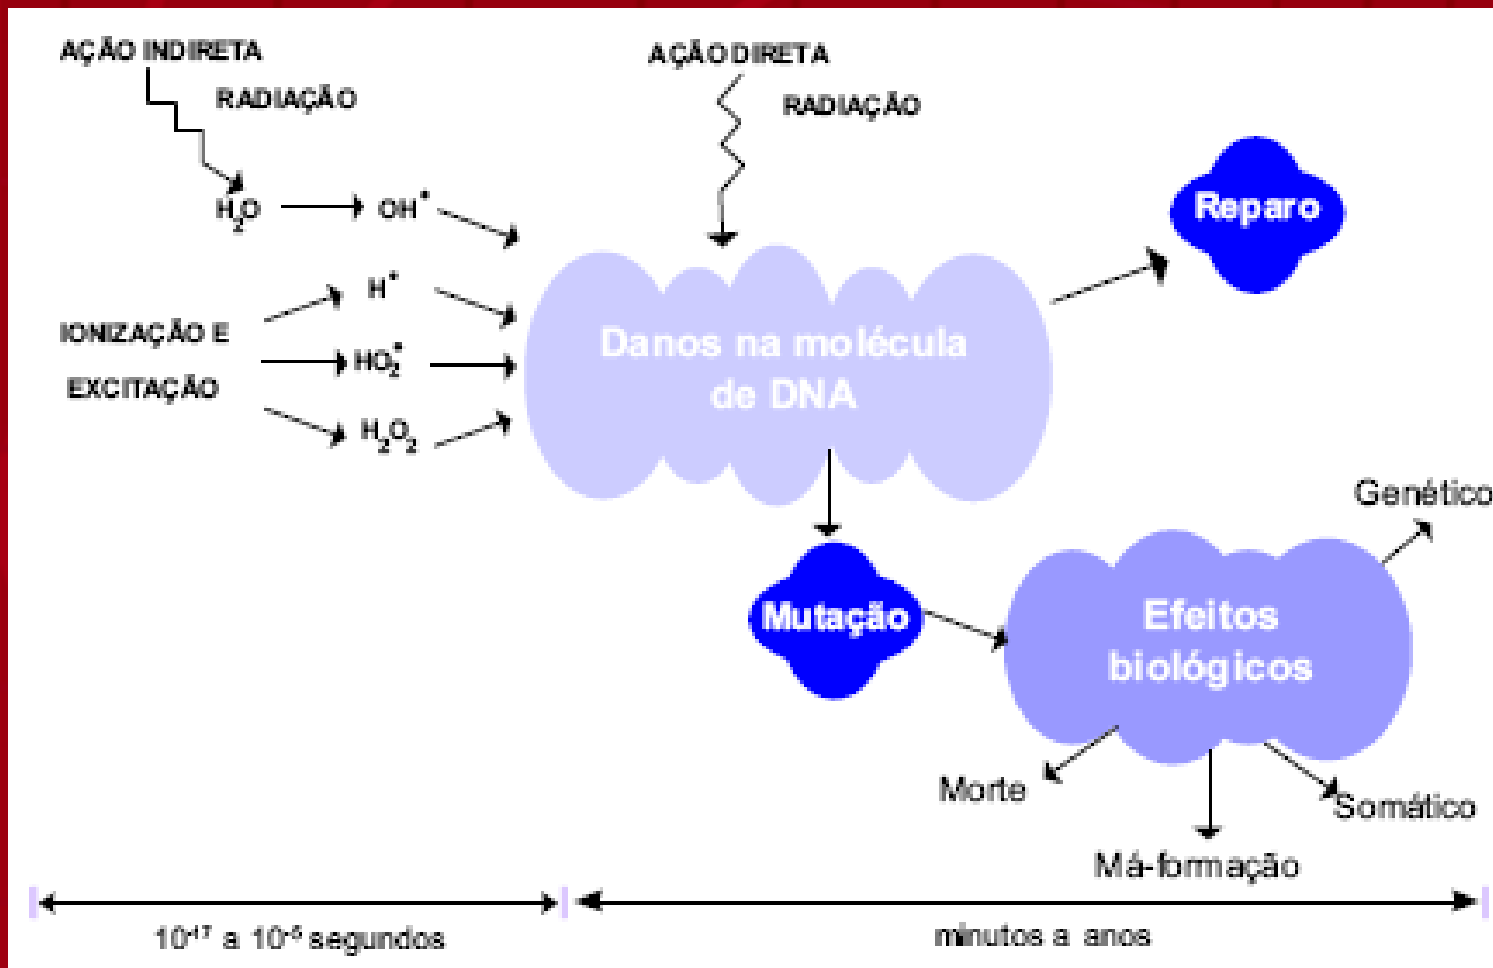 AÇÃO INDIRETA
RADIAÇÃO
H₂O
OH•
AÇÃO DIRETA
RADIAÇÃO
Reparo
IONIZAÇÃO E
EXCITAÇÃO
H•
HO₂•
H₂O₂
Danos na molécula
de DNA
Mutação
Efeitos
biológicos
Genético
Morte
Somático
Má-formação
10⁻¹⁷ a 10⁻⁵ segundos
minutos a anos